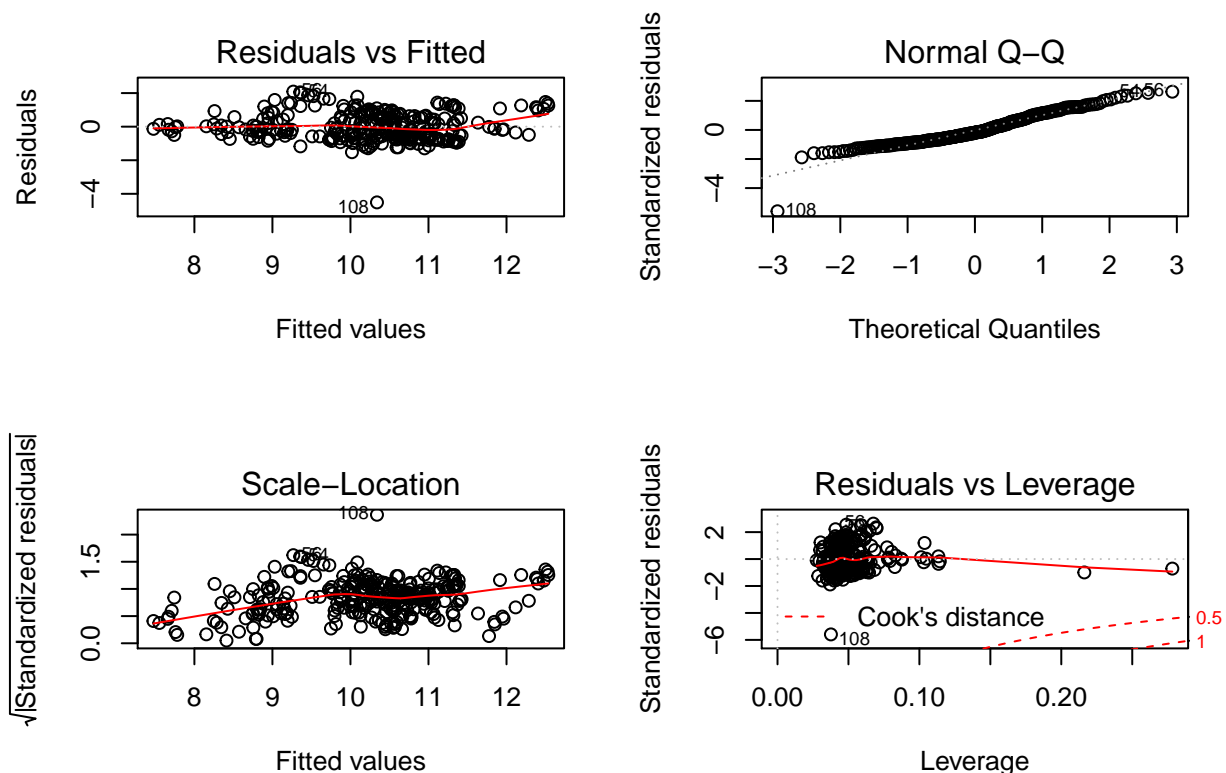 Residuals vs Fitted
Residuals
0
−4
108
8 9 10 11 12
Fitted values
Normal Q−Q
Standardized residuals
0
−4
108
−3 −2 −1 0 1 2 3
Theoretical Quantiles
Scale−Location
√|Standardized residuals|
1.5
0.0
108
8 9 10 11 12
Fitted values
Residuals vs Leverage
Standardized residuals
2
−2
−6
Cook's distance
108
0.5
1
0.00 0.10 0.20
Leverage